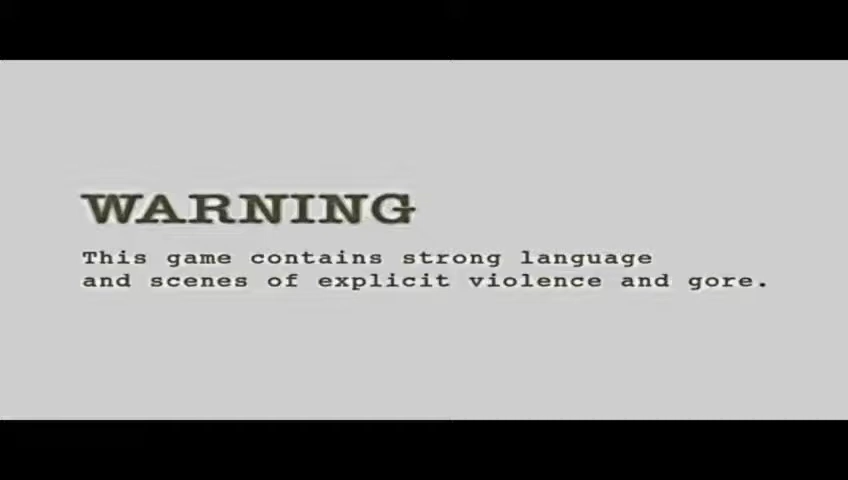 WARNING
This game contains strong language
and scenes of explicit violence and gore.